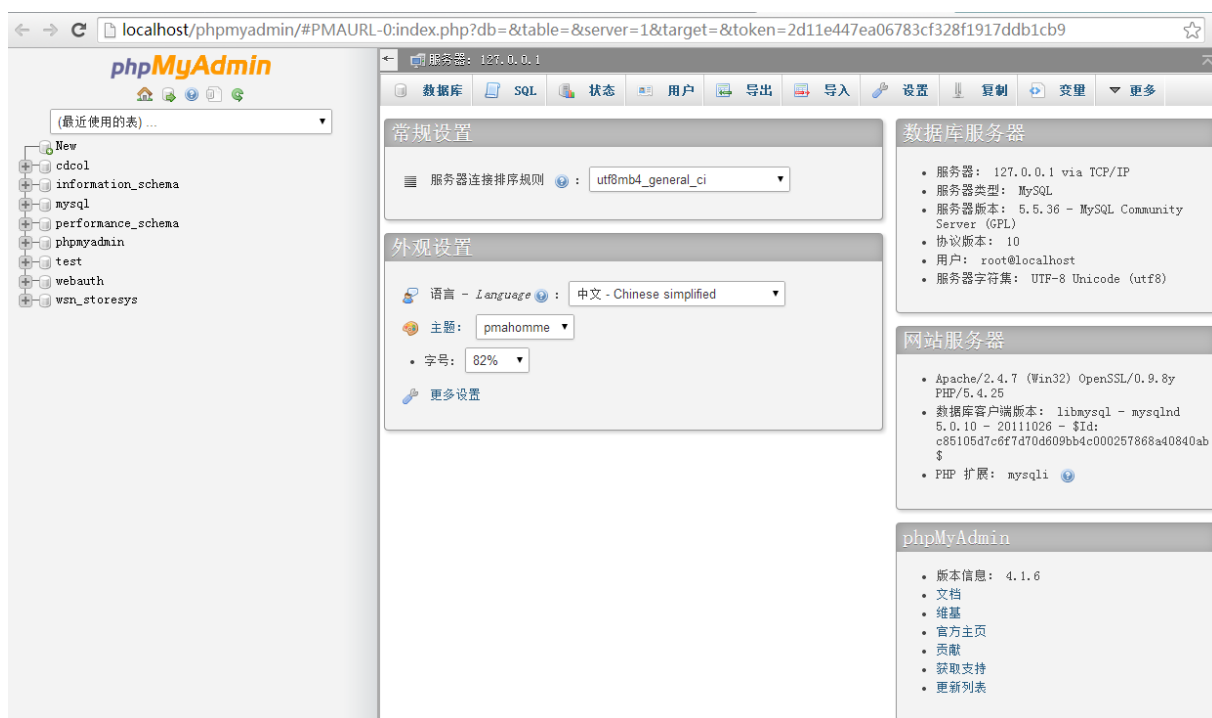 localhost/phpmyadmin/#PMAURL-0:index.php?db=&table=&server=1&target=&token=2d11e447ea06783cf328f1917ddb1cb9
phpMyAdmin
(最近使用的表) ...
New
cdcol
information_schema
mysql
performance_schema
phpmyadmin
test
webauth
wsn_storesys
服务器: 127.0.0.1
数据库 SQL 状态 用户 导出 导入 设置 复制 变量 更多
常规设置
服务器连接排序规则 : utf8mb4_general_ci
外观设置
语言 - Language : 中文 - Chinese simplified
主题: pmahomme
字号: 82%
更多设置
数据库服务器
服务器: 127.0.0.1 via TCP/IP
服务器类型: MySQL
服务器版本: 5.5.36 - MySQL Community
Server (GPL)
协议版本: 10
用户: root@localhost
服务器字符集: UTF-8 Unicode (utf8)
网站服务器
Apache/2.4.7 (Win32) OpenSSL/0.9.8y
PHP/5.4.25
数据库客户端版本: libmysql - mysqlnd
5.0.10 - 20111026 - $Id:
c85105d7c6f7d70d609bb4c000257868a40840ab
$
PHP 扩展: mysqli
phpMyAdmin
版本信息: 4.1.6
文档
维基
官方主页
贡献
获取支持
更新列表